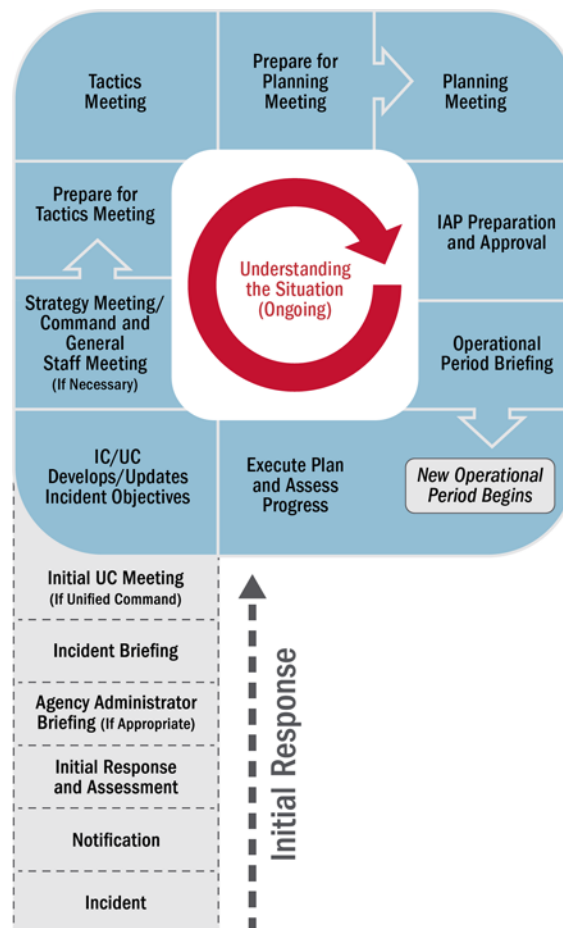 Tactics
Meeting
Prepare for
Planning
Meeting
Planning
Meeting
Prepare for
Tactics Meeting
IAP Preparation
and Approval
Understanding
the Situation
(Ongoing)
Strategy Meeting/
Command and
General
Staff Meeting
(If Necessary)
Operational
Period Briefing
IC/UC
Develops/Updates
Incident Objectives
Execute Plan
and Assess
Progress
New Operational
Period Begins
Initial UC Meeting
(If Unified Command)
Incident Briefing
Agency Administrator
Briefing (If Appropriate)
Initial Response
and Assessment
Notification
Incident
Initial Response